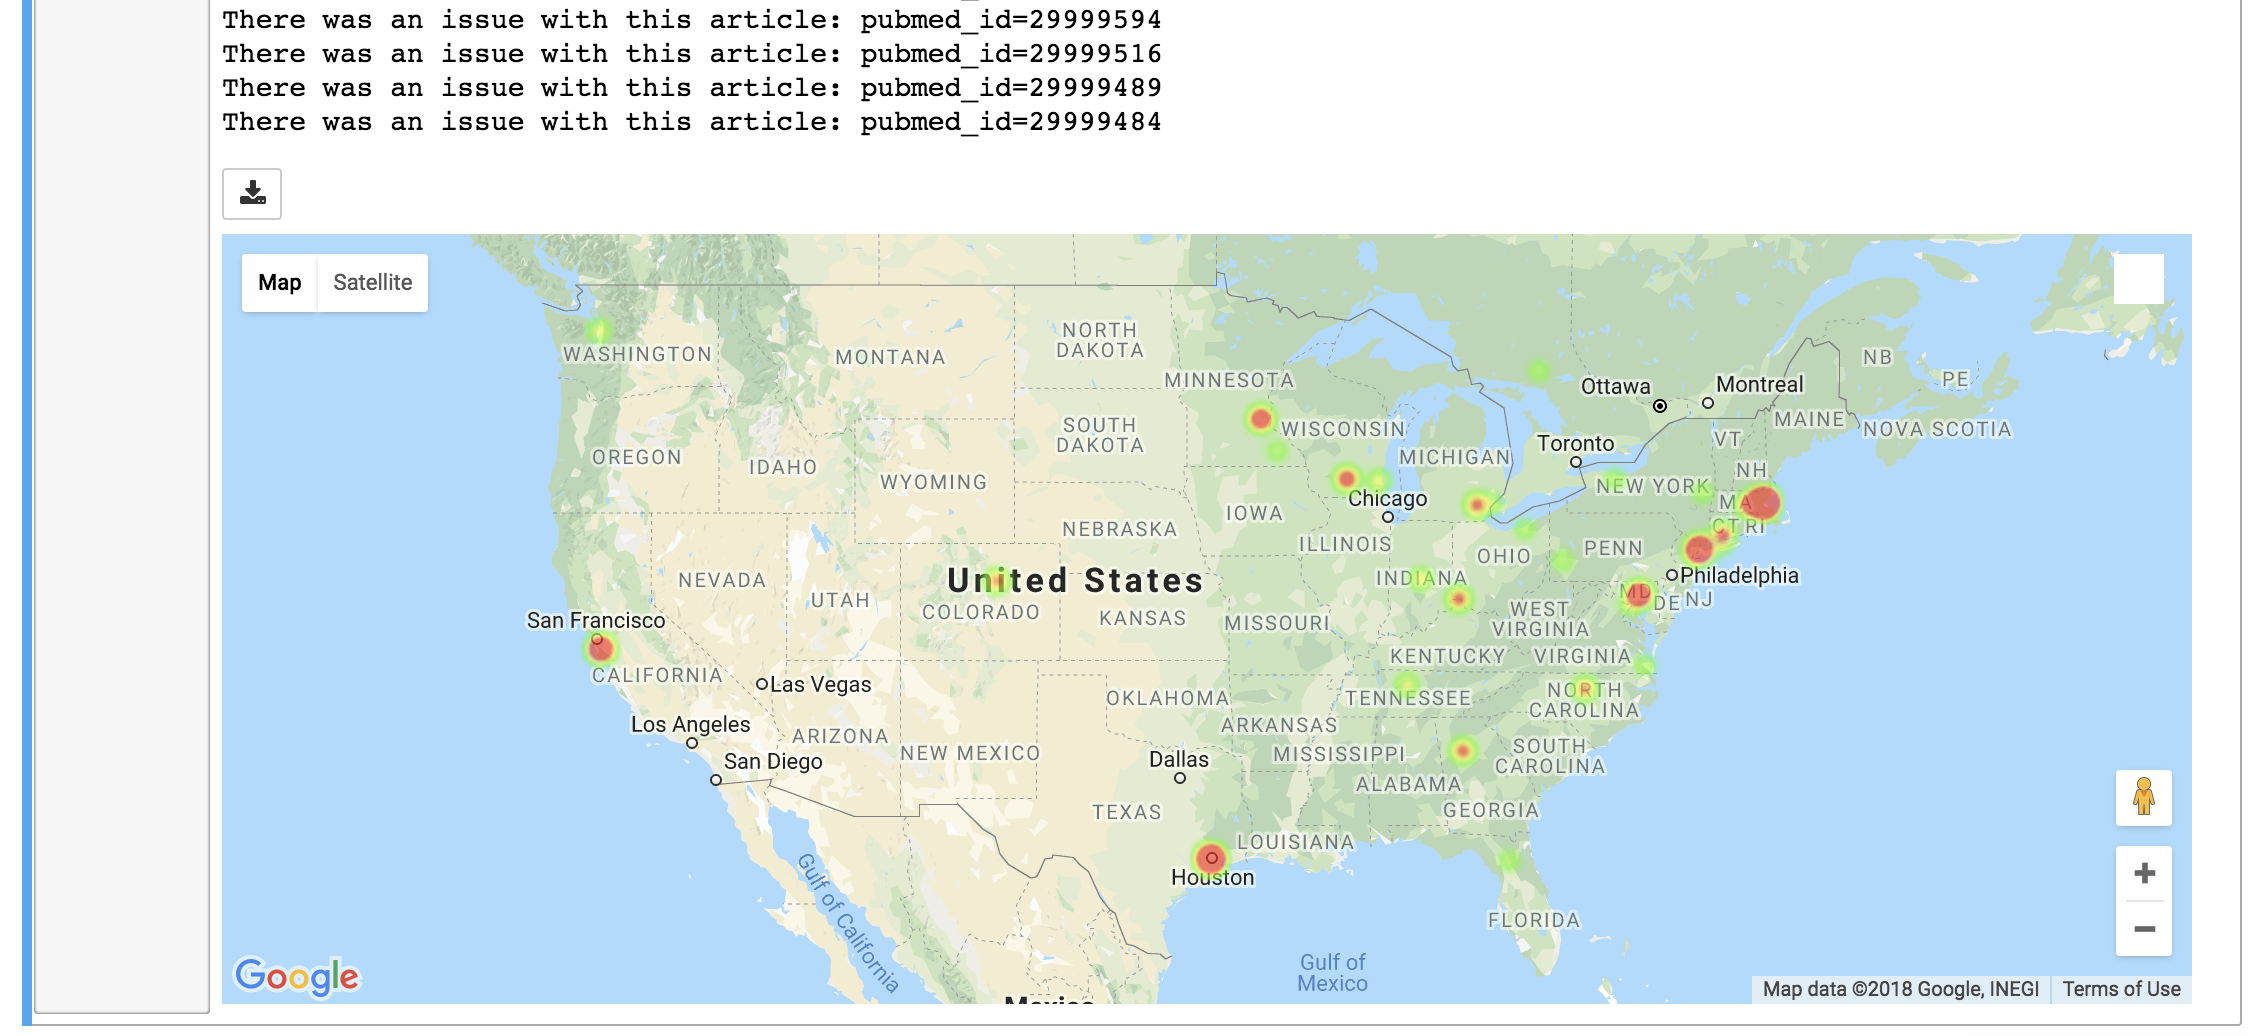 There was an issue with this article: pubmed_id=29999594
There was an issue with this article: pubmed_id=29999516
There was an issue with this article: pubmed_id=29999489
There was an issue with this article: pubmed_id=29999484
Map Satellite
NORTH DAKOTA
WASHINGTON
MONTANA
NB
MINNESOTA
PE
Ottawa
Montreal
MAINE
NOVA SCOTIA
SOUTH DAKOTA
WISCONSIN
VT
Toronto
OREGON
IDAHO
MICHIGAN
NH
WYOMING
NEW YORK
Chicago
MA
IOWA
CT RI
NEBRASKA
ILLINOIS
OHIO
PENN
United States
NEVADA
INDIANA
Philadelphia
UTAH
COLORADO
MD
DE
NJ
KANSAS
MISSOURI
WEST VIRGINIA
San Francisco
KENTUCKY
VIRGINIA
CALIFORNIA
Las Vegas
OKLAHOMA
TENNESSEE
NORTH CAROLINA
Los Angeles
ARIZONA
ARKANSAS
NEW MEXICO
MISSISSIPPI
SOUTH CAROLINA
San Diego
Dallas
ALABAMA
TEXAS
GEORGIA
LOUISIANA
Houston
Gulf of California
FLORIDA
Gulf of
Mexico
Google
Mexico
Map data ©2018 Google, INEGI
Terms of Use